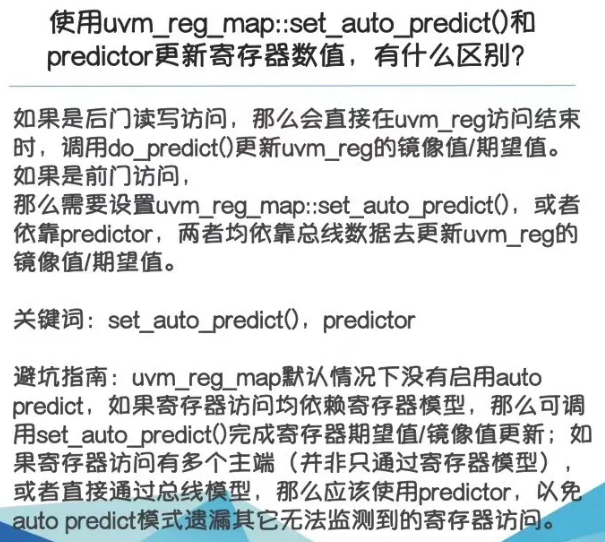 使用uvm_reg_map::set_auto_predict()和
predictor更新寄存器数值，有什么区别？
如果是后门读写访问，那么会直接在uvm_reg访问结束
时，调用do_predict()更新uvm_reg的镜像值/期望值。
如果是前门访问，
那么需要设置uvm_reg_map::set_auto_predict()，或者
依靠predictor，两者均依靠总线数据去更新uvm_reg的
镜像值/期望值。
关键词：set_auto_predict()，predictor
避坑指南：uvm_reg_map默认情况下没有启用auto
predict，如果寄存器访问均依赖寄存器模型，那么可调
用set_auto_predict()完成寄存器期望值/镜像值更新；如
果寄存器访问有多个主端（并非只通过寄存器模型），
或者直接通过总线模型，那么应该使用predictor，以免
auto predict模式遗漏其它无法监测到的寄存器访问。